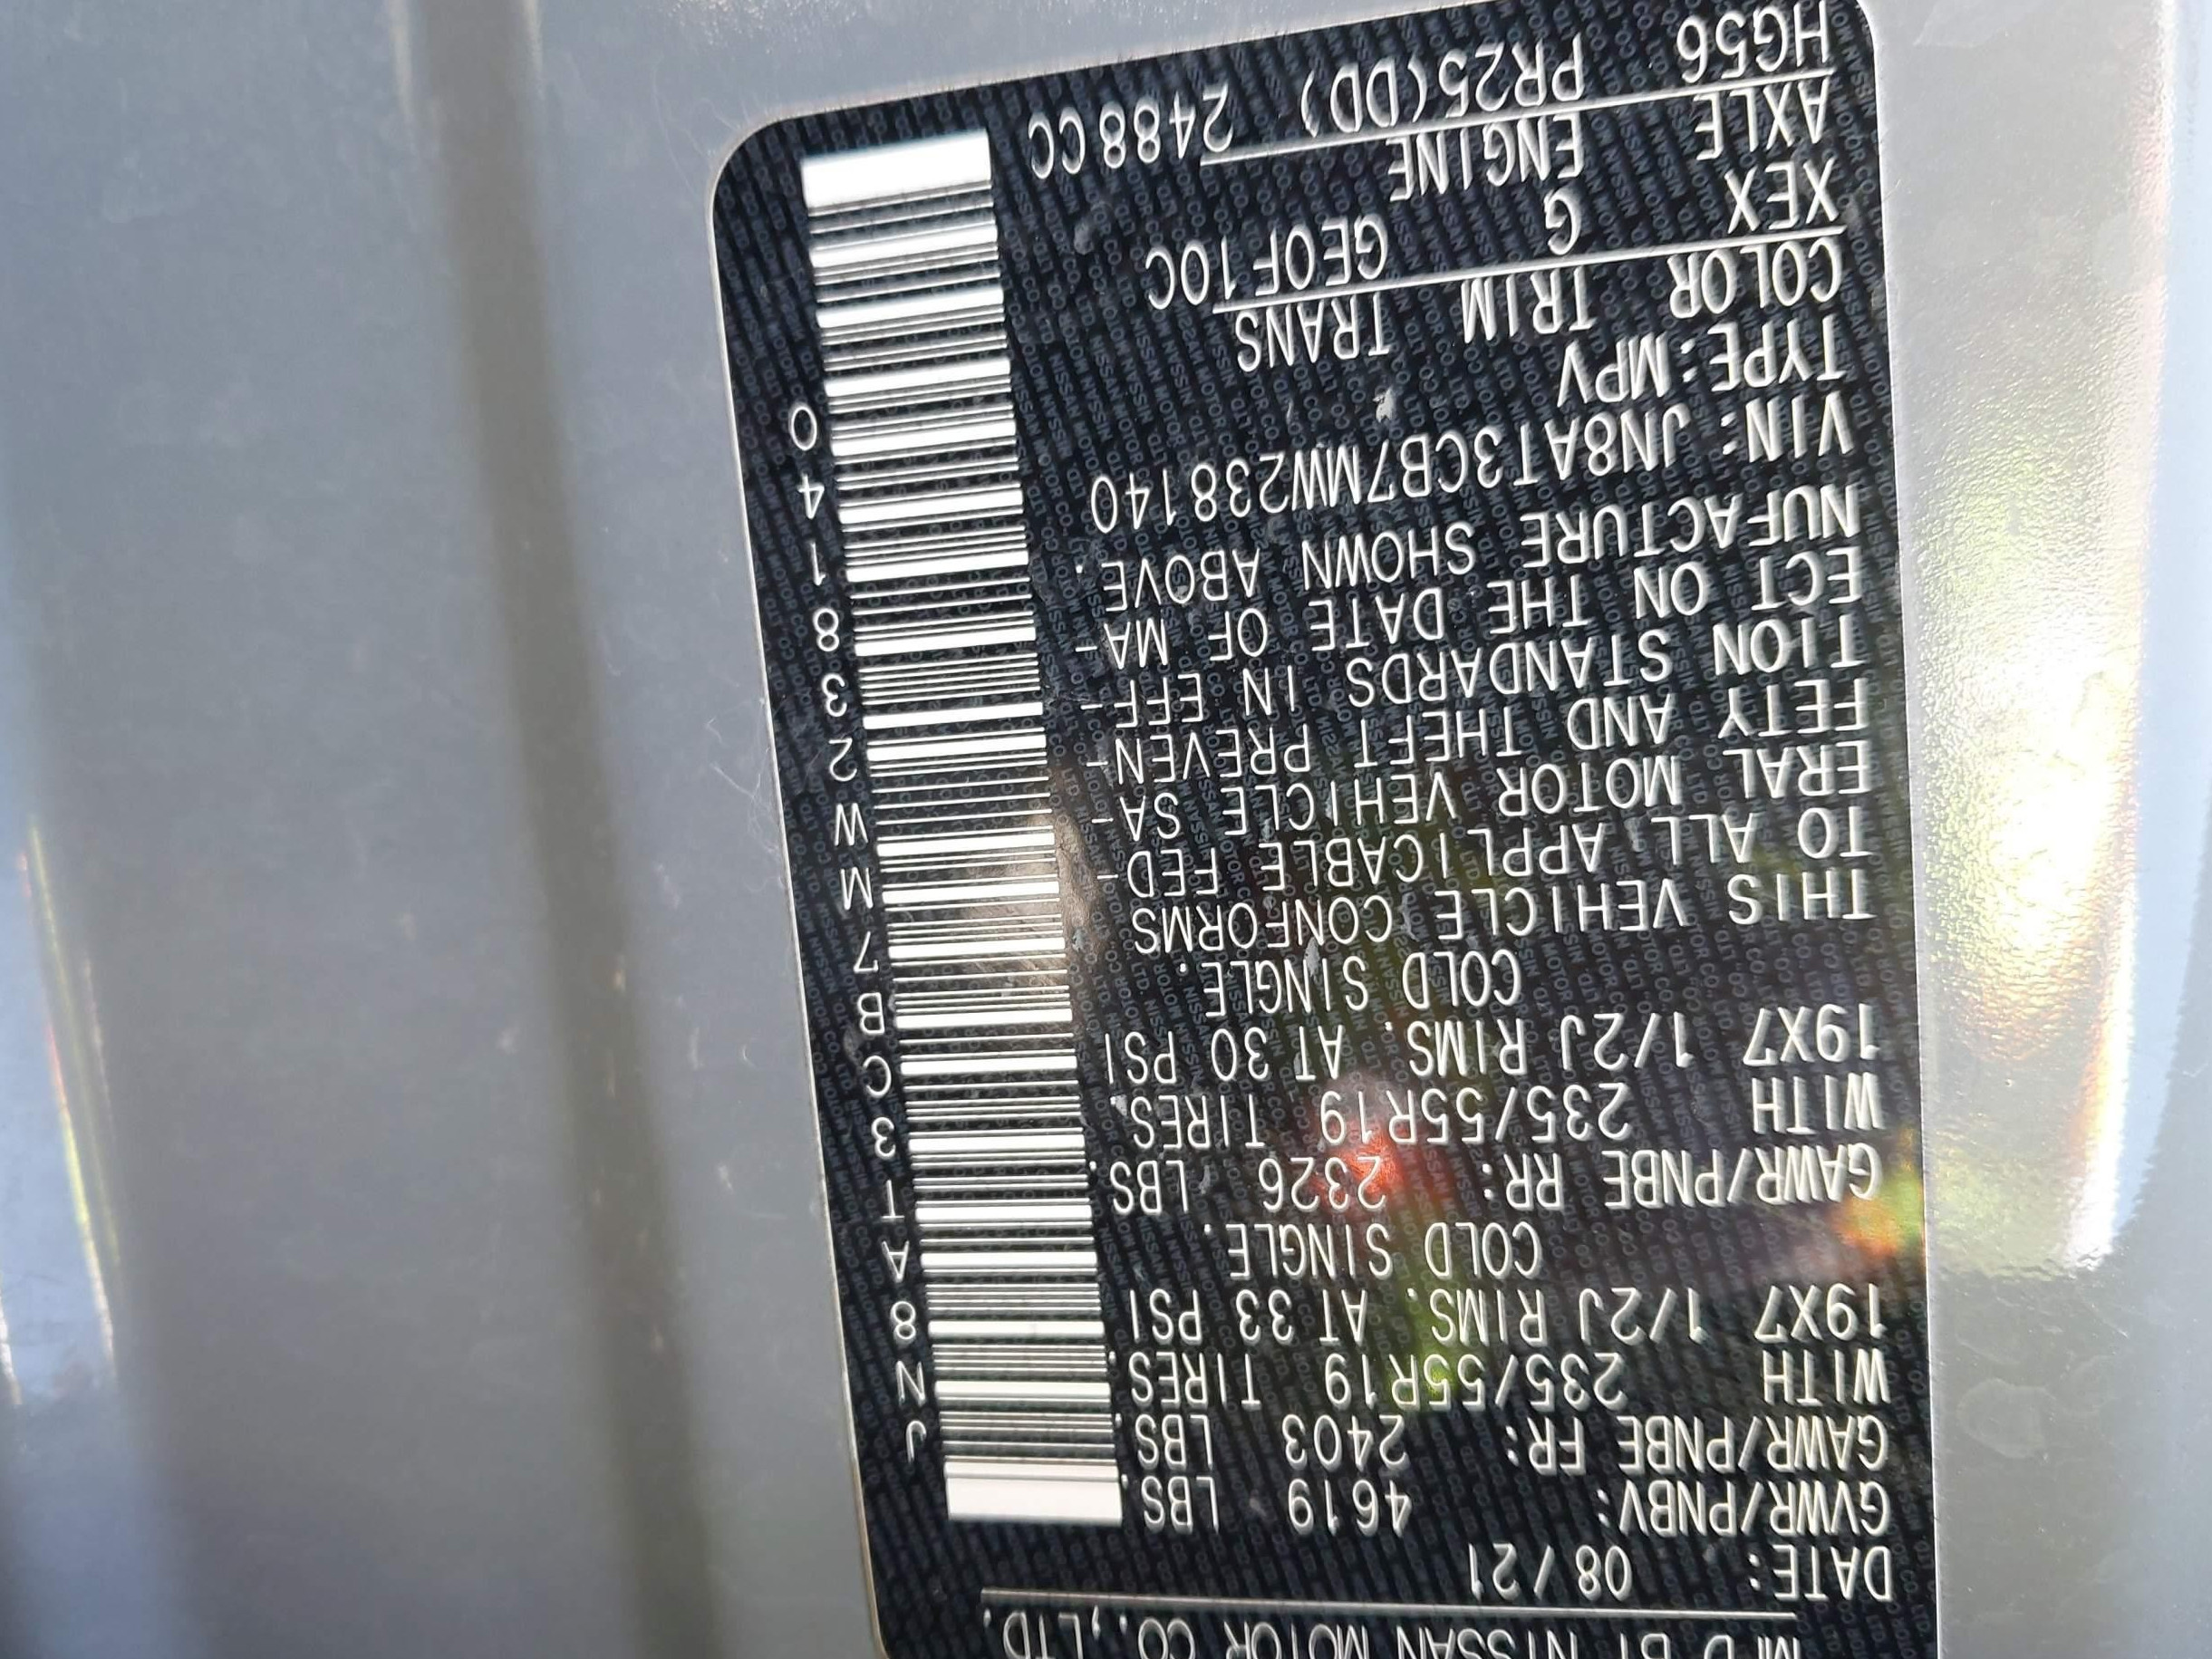 MFD BY NISSAN MOTOR CO.,LTD.
DATE: 08/21
GVWR/PNBV: 4619 LBS.
GAWR/PNBE FR: 2403 LBS.
WITH 235/55R19 TIRES.
19X7 1/2J RIMS. AT 33 PSI
COLD SINGLE.
GAWR/PNBE RR: 2326 LBS.
WITH 235/55R19 TIRES.
19X7 1/2J RIMS. AT 30 PSI
COLD SINGLE.
THIS VEHICLE CONFORMS
TO ALL APPLICABLE FED-
ERAL MOTOR VEHICLE SA-
FETY AND THEFT PREVEN-
TION STANDARDS IN EFF-
ECT ON THE DATE OF MA-
NUFACTURE SHOWN ABOVE.
VIN: JN8AT3CB7MW238140
TYPE:MPV
COLOR TRIM TRANS
XEX G GE0F10C
AXLE ENGINE
HG56 PR25(DD) 2488CC
JN8AT3CB7MW238140